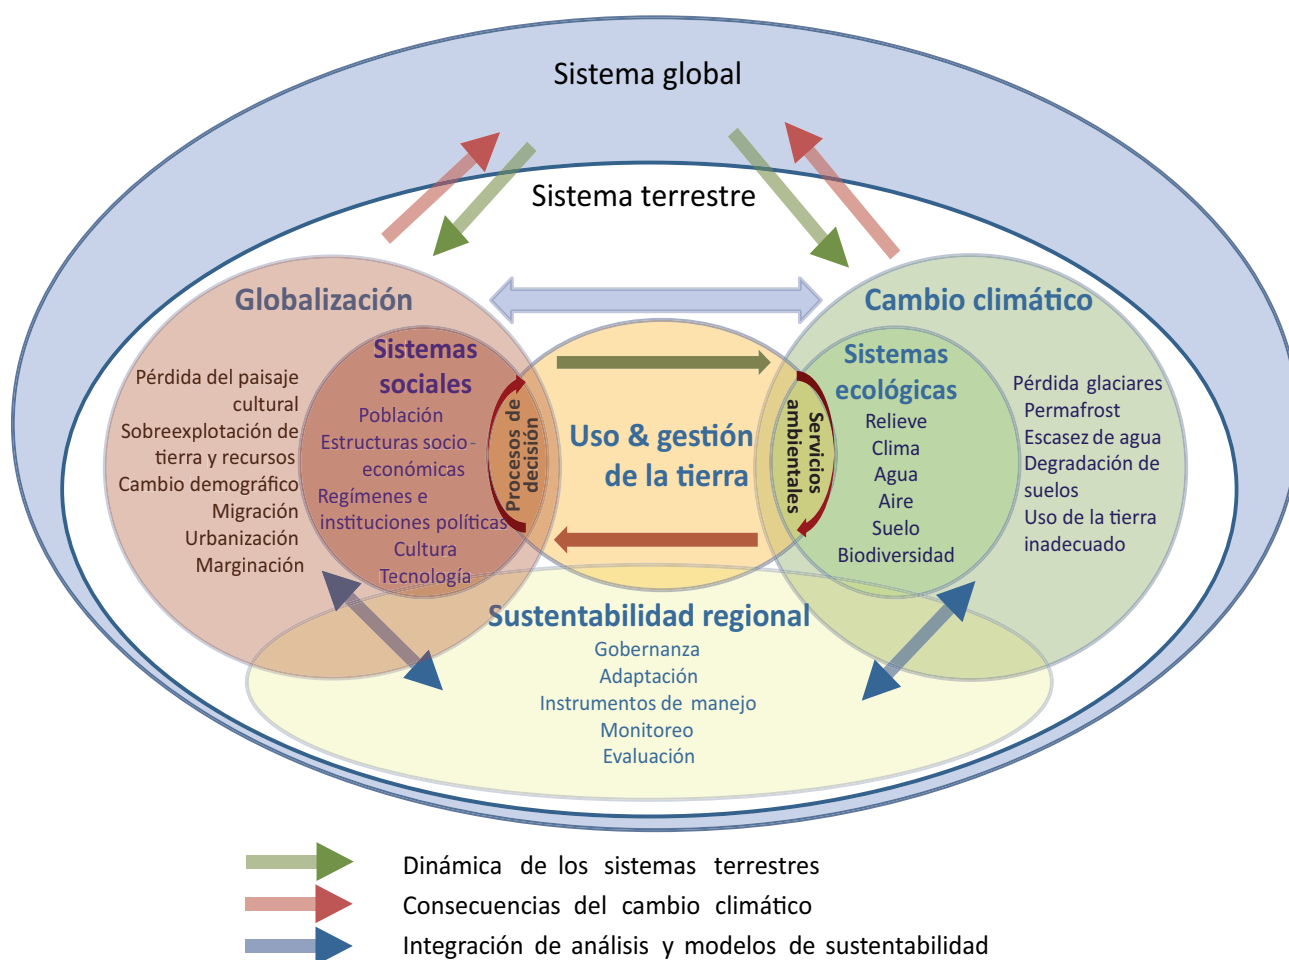 Sistema global
Sistema terrestre
Globalización
Pérdida del paisaje
cultural
Sobreexplotación de
tierra y recursos
Cambio demográfico
Migración
Urbanización
Marginación
Sistemas
sociales
Población
Estructuras socio-
económicas
Regímenes e
instituciones políticas
Cultura
Tecnología
Procesos de
decisión
Uso & gestión
de la tierra
Servicios
ambientales
Cambio climático
Sistemas
ecológicas
Relieve
Clima
Agua
Aire
Suelo
Biodiversidad
Pérdida glaciares
Permafrost
Escasez de agua
Degradación de
suelos
Uso de la tierra
inadecuado
Sustentabilidad regional
Gobernanza
Adaptación
Instrumentos de manejo
Monitoreo
Evaluación
Dinámica de los sistemas terrestres
Consecuencias del cambio climático
Integración de análisis y modelos de sustentabilidad